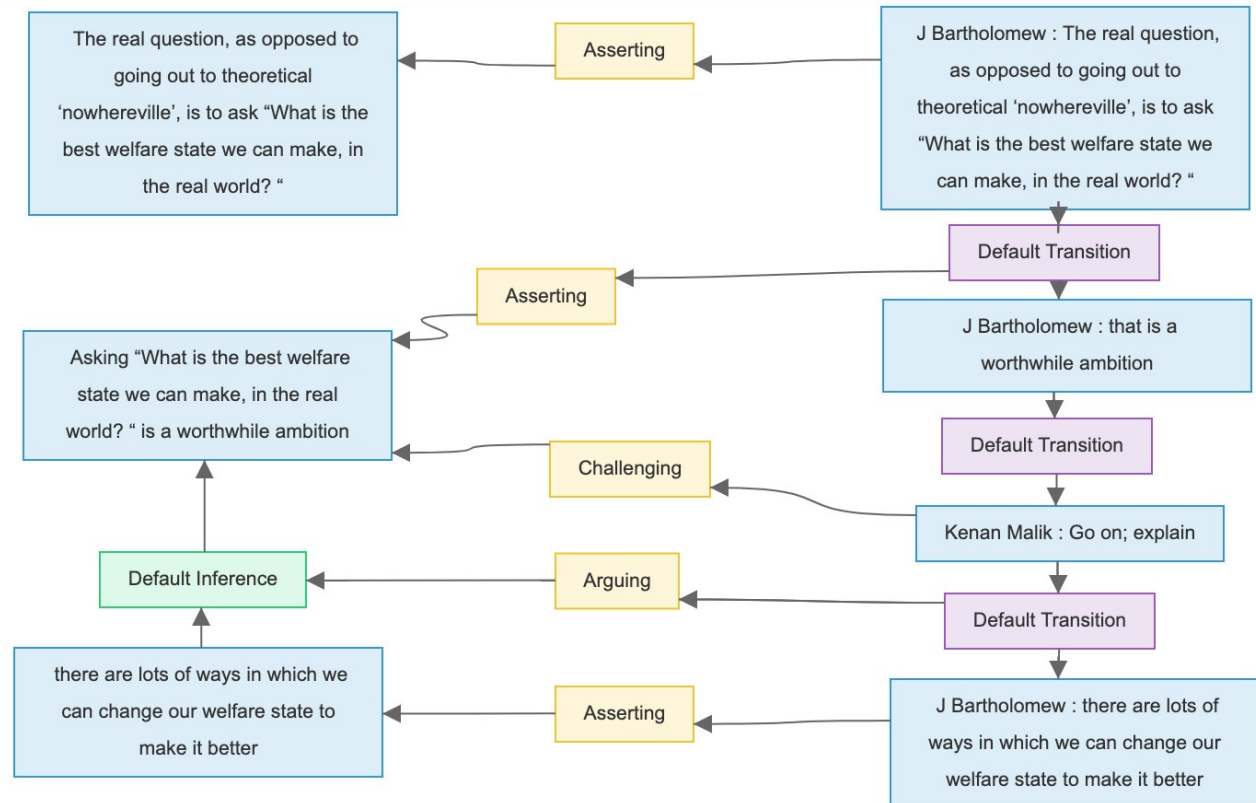 The real question, as opposed to
going out to theoretical
‘nowhereville’, is to ask “What is the
best welfare state we can make, in
the real world? “
Asserting
J Bartholomew : The real question,
as opposed to going out to
theoretical ‘nowhereville’, is to ask
“What is the best welfare state we
can make, in the real world? “
Default Transition
Asserting
J Bartholomew : that is a
worthwhile ambition
Asking “What is the best welfare
state we can make, in the real
world? “ is a worthwhile ambition
Default Transition
Challenging
Kenan Malik : Go on; explain
Default Inference
Arguing
Default Transition
there are lots of ways in which we
can change our welfare state to
make it better
Asserting
J Bartholomew : there are lots of
ways in which we can change our
welfare state to make it better